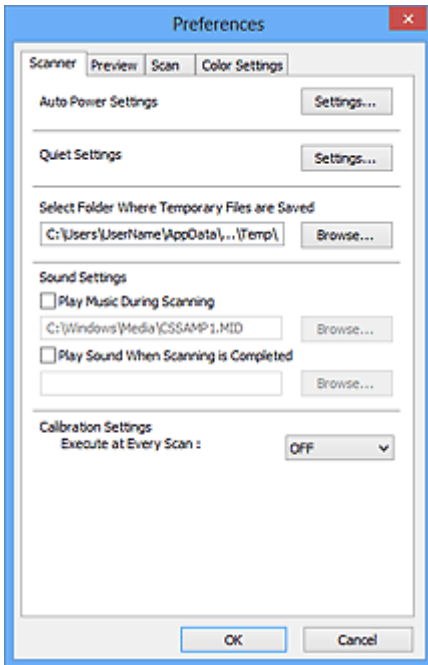 Preferences
Scanner Preview Scan Color Settings
Auto Power Settings Settings...
Quiet Settings Settings...
Select Folder Where Temporary Files are Saved
C:\Users\UserName\AppData\,...\Temp\, Browse...
Sound Settings
Play Music During Scanning
C:\Windows\Media\CSSAMP1.MID Browse...
Play Sound When Scanning is Completed
Browse...
Calibration Settings
Execute at Every Scan : OFF
OK Cancel